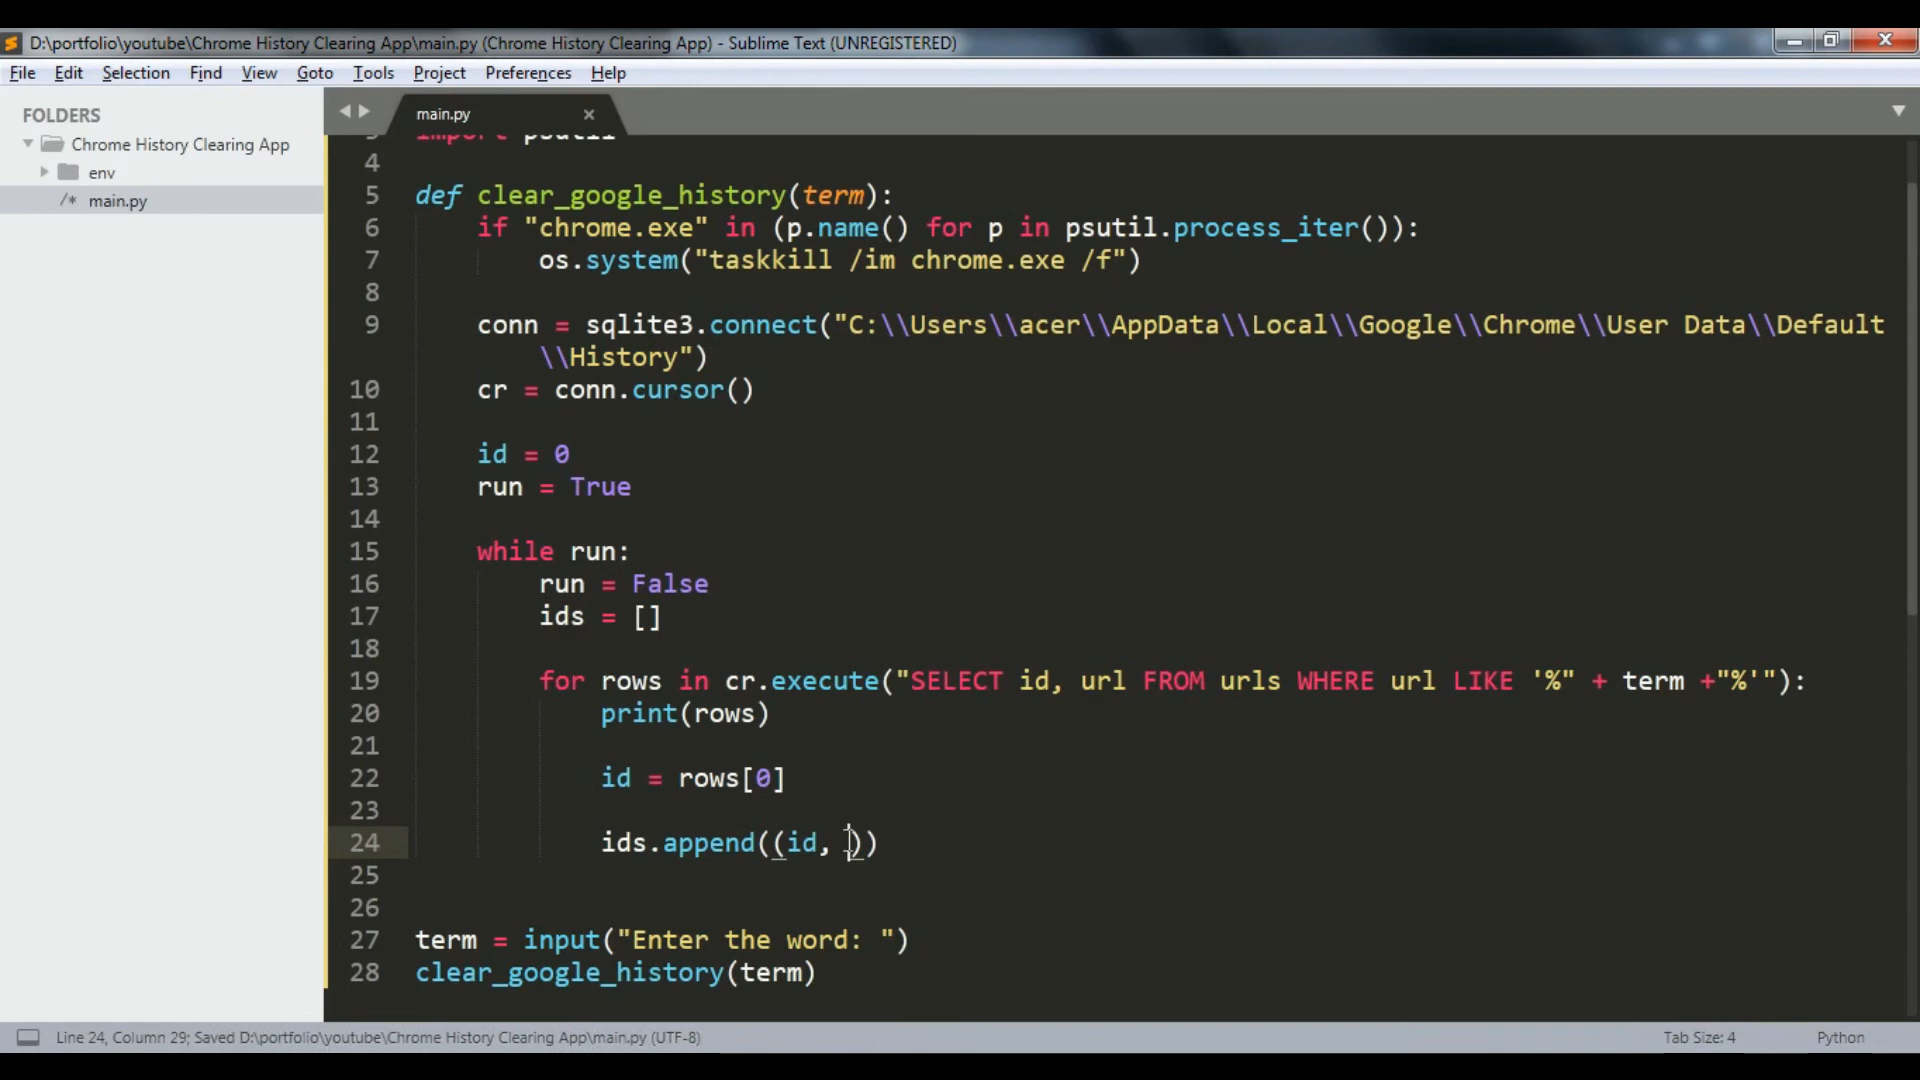 D:\portfolio\youtube\Chrome History Clearing App\main.py (Chrome History Clearing App) - Sublime Text (UNREGISTERED)
File Edit Selection Find View Goto Tools Project Preferences Help
FOLDERS
Chrome History Clearing App
env
/* main.py
main.py
3 import psutil
4
5 def clear_google_history(term):
6 if "chrome.exe" in (p.name() for p in psutil.process_iter()):
7 os.system("taskkill /im chrome.exe /f")
8
9 conn = sqlite3.connect("C:\\Users\\acer\\AppData\\Local\\Google\\Chrome\\User Data\\Default
\\History")
10 cr = conn.cursor()
11
12 id = 0
13 run = True
14
15 while run:
16 run = False
17 ids = []
18
19 for rows in cr.execute("SELECT id, url FROM urls WHERE url LIKE '%" + term +"%'"):
20 print(rows)
21
22 id = rows[0]
23
24 ids.append((id, ))
25
26
27 term = input("Enter the word: ")
28 clear_google_history(term)
Line 24, Column 29; Saved D:\portfolio\youtube\Chrome History Clearing App\main.py (UTF-8)
Tab Size: 4
Python